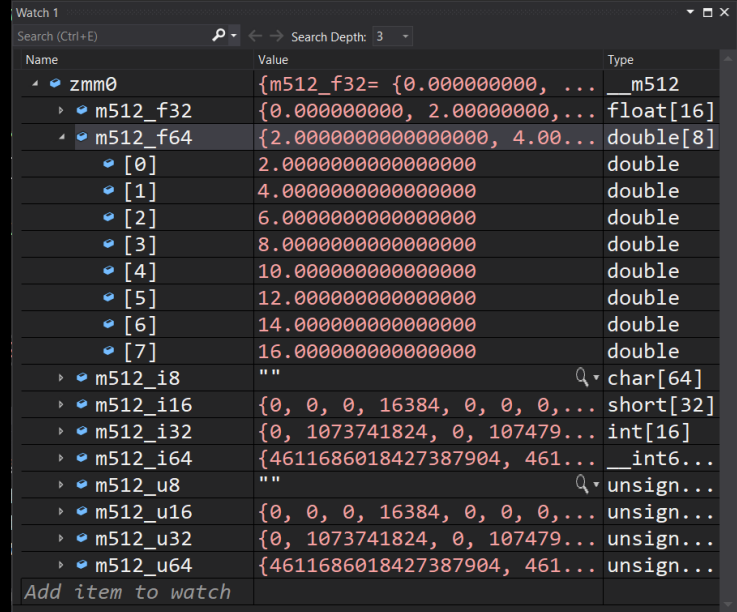 Watch 1
Search (Ctrl+E) Search Depth: 3
Name Value Type
zmm0 {m512_f32= {0.000000000, ... __m512
m512_f32 {0.000000000, 2.00000000,... float[16]
m512_f64 {2.0000000000000000, 4.00... double[8]
[0] 2.0000000000000000 double
[1] 4.0000000000000000 double
[2] 6.0000000000000000 double
[3] 8.0000000000000000 double
[4] 10.000000000000000 double
[5] 12.000000000000000 double
[6] 14.000000000000000 double
[7] 16.000000000000000 double
m512_i8 "" char[64]
m512_i16 {0, 0, 0, 16384, 0, 0, 0,... short[32]
m512_i32 {0, 1073741824, 0, 107479... int[16]
m512_i64 {4611686018427387904, 461... __int6...
m512_u8 "" unsign...
m512_u16 {0, 0, 0, 16384, 0, 0, 0,... unsign...
m512_u32 {0, 1073741824, 0, 107479... unsign...
m512_u64 {4611686018427387904, 461... unsign...
Add item to watch